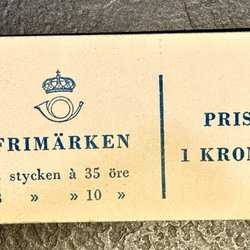 FRIMÄRKEN
stycken à 35 öre
» » 10 »
PRIS
1 KRON